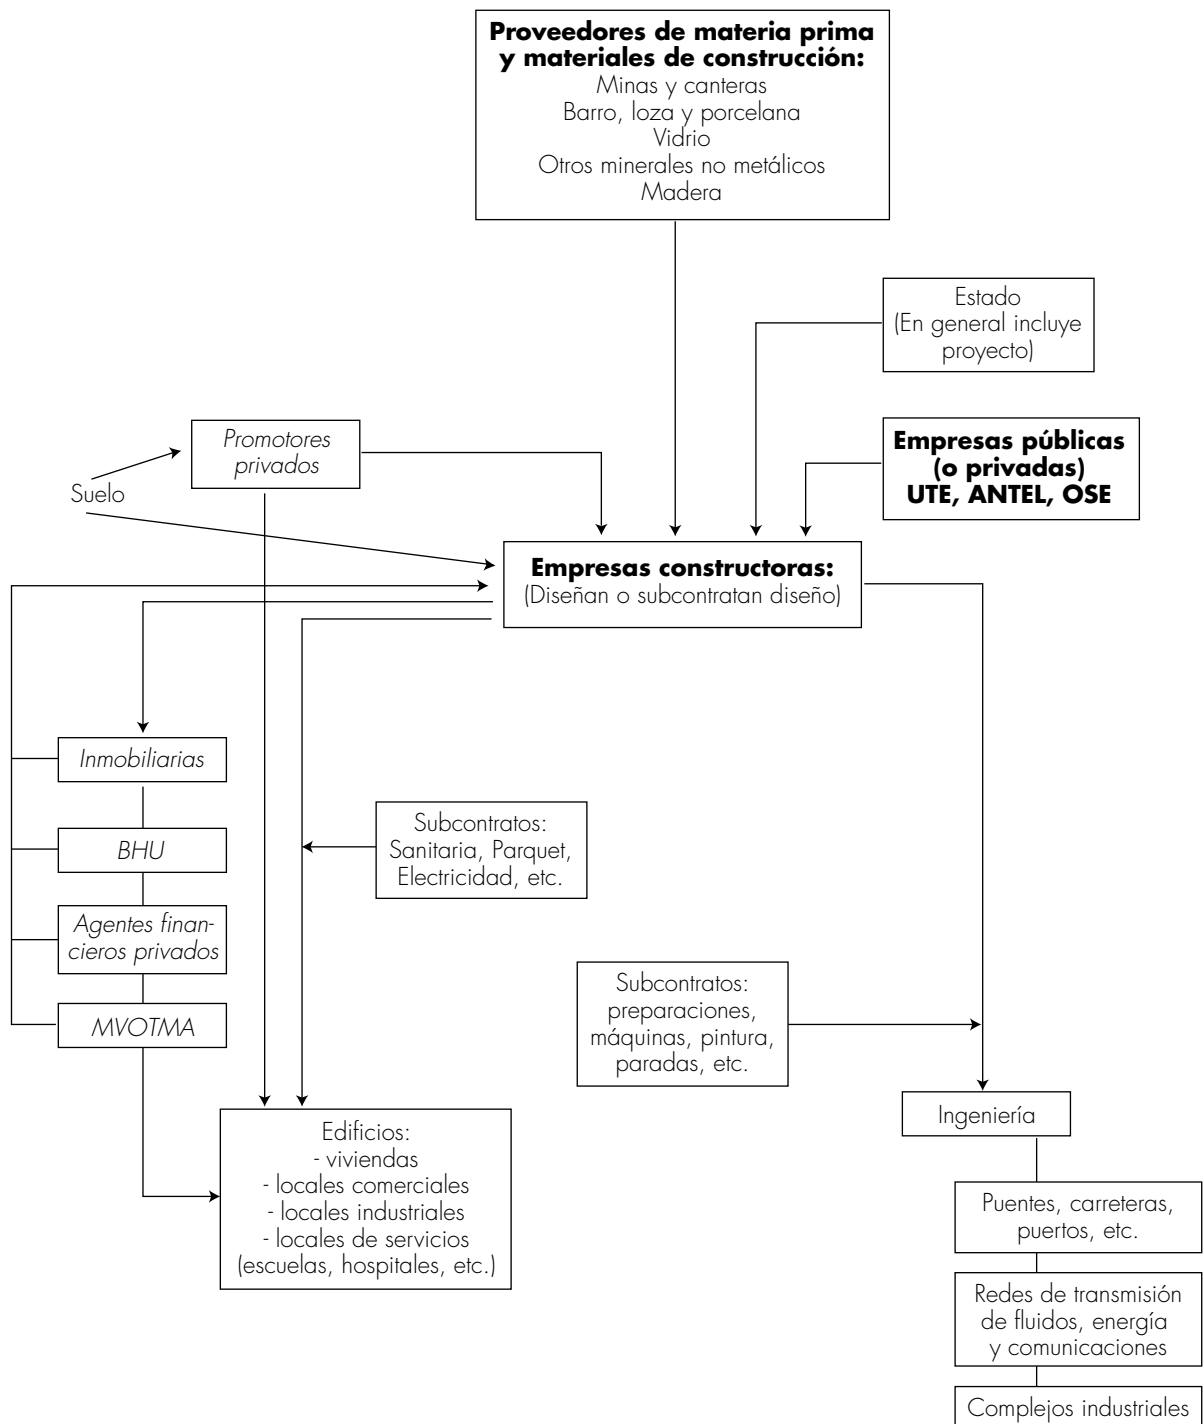 Proveedores de materia prima
y materiales de construcción:
Minas y canteras
Barro, loza y porcelana
Vidrio
Otros minerales no metálicos
Madera
Estado
(En general incluye
proyecto)
Promotores
privados
Empresas públicas
(o privadas)
UTE, ANTEL, OSE
Suelo
Empresas constructoras:
(Diseñan o subcontratan diseño)
Inmobiliarias
BHU
Agentes finan-
cieros privados
MVOTMA
Subcontratos:
Sanitaria, Parquet,
Electricidad, etc.
Subcontratos:
preparaciones,
máquinas, pintura,
paradas, etc.
Edificios:
- viviendas
- locales comerciales
- locales industriales
- locales de servicios
(escuelas, hospitales, etc.)
Ingeniería
Puentes, carreteras,
puertos, etc.
Redes de transmisión
de fluidos, energía
y comunicaciones
Complejos industriales